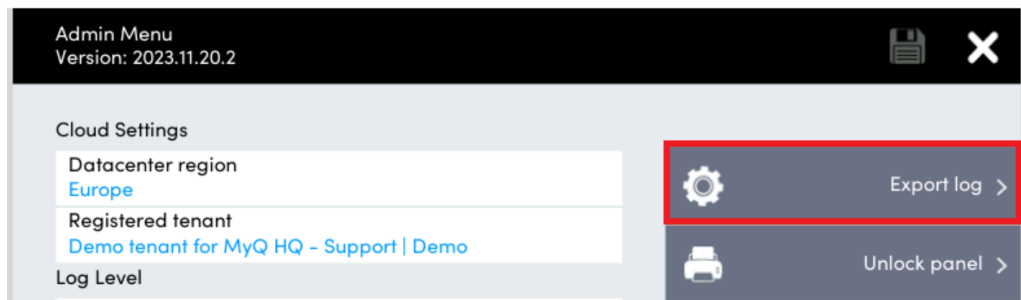 Admin Menu
Version: 2023.11.20.2
Cloud Settings
Datacenter region
Europe
Registered tenant
Demo tenant for MyQ HQ - Support | Demo
Log Level
Export log
Unlock panel